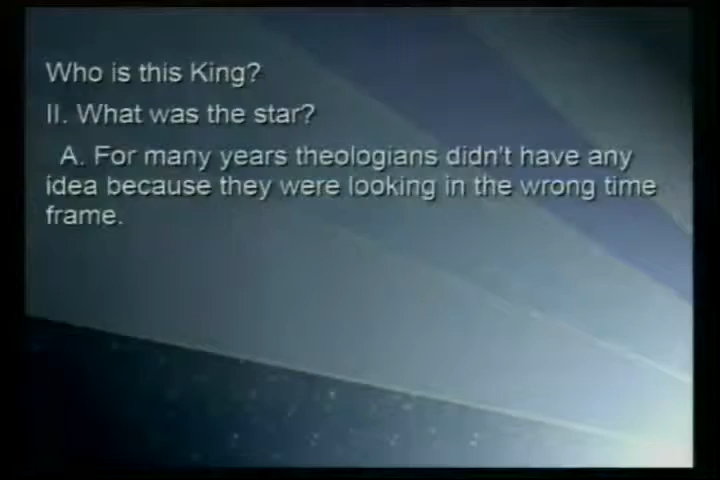 Who is this King?
II. What was the star?
A. For many years theologians didn't have any
idea because they were looking in the wrong time
frame.